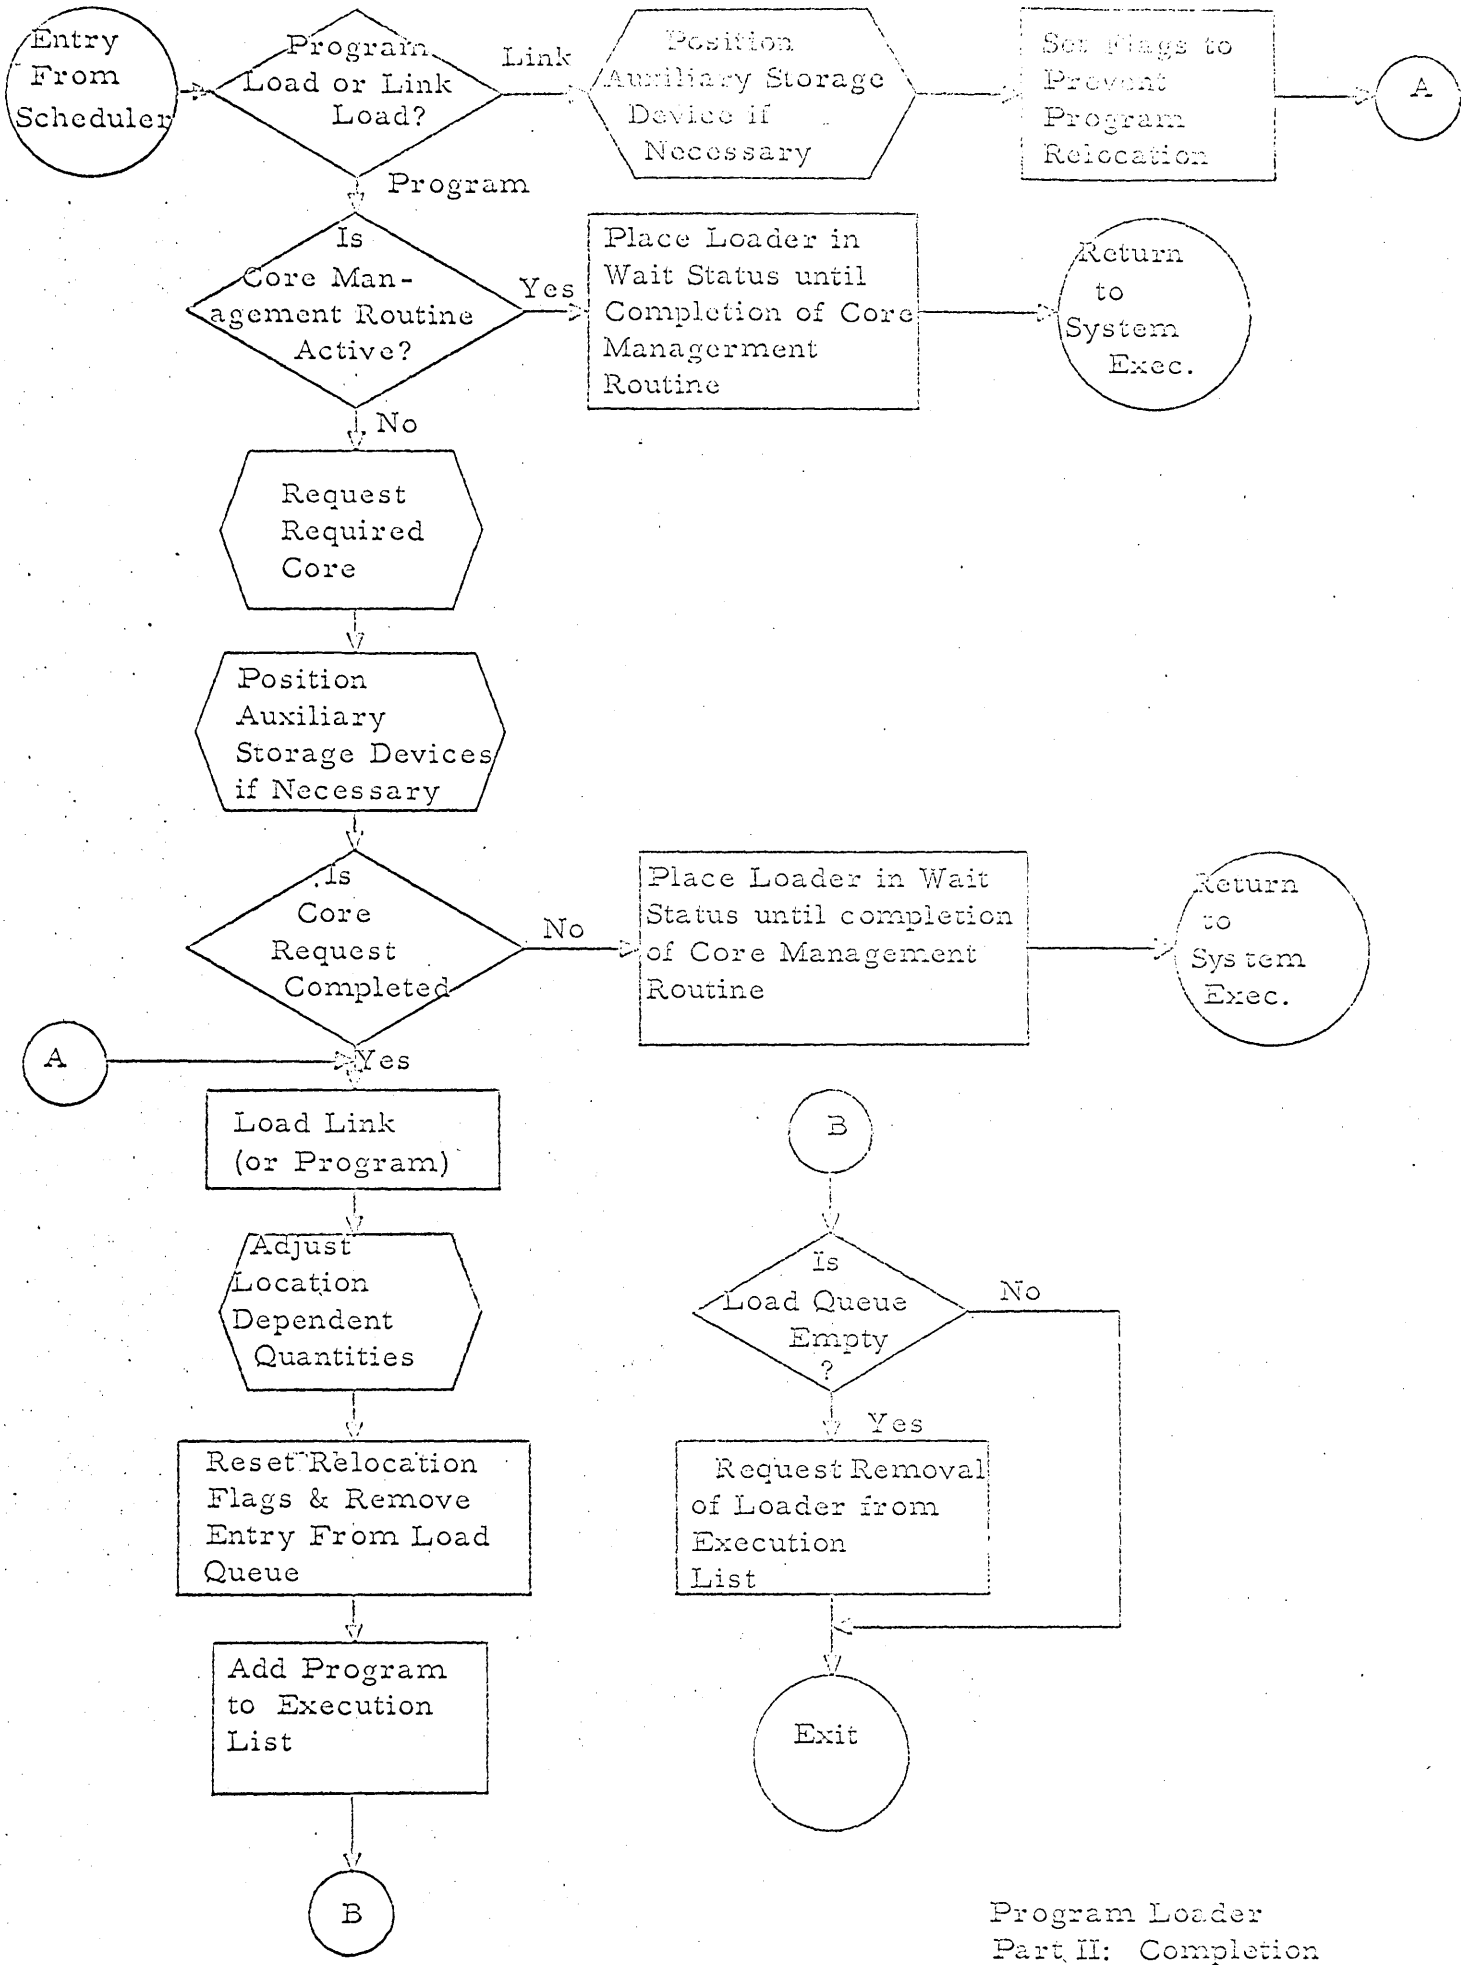 Entry
From
Scheduler
Program
Load or Link
Load?
Link
Position
Auxiliary Storage
Device if
Necessary
Set Flags to
Prevent
Program
Relocation
A
Program
Is
Core Man-
agement Routine
Active?
Yes
Place Loader in
Wait Status until
Completion of Core
Managerment
Routine
Return
to
System
Exec.
No
Request
Required
Core
Position
Auxiliary
Storage Devices
if Necessary
Is
Core
Request
Completed
No
Place Loader in Wait
Status until completion
of Core Management
Routine
Return
to
System
Exec.
A
Yes
Load Link
(or Program)
Adjust
Location
Dependent
Quantities
Reset Relocation
Flags & Remove
Entry From Load
Queue
Add Program
to Execution
List
B
B
Is
Load Queue
Empty
?
No
Yes
Request Removal
of Loader from
Execution
List
Exit
Program Loader
Part II: Completion